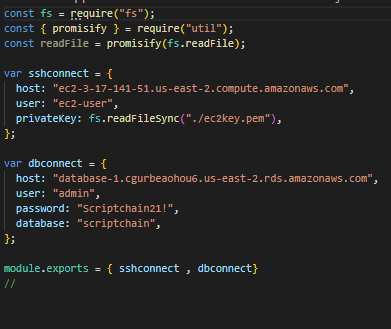 const fs = require("fs");
const { promisify } = require("util");
const readFile = promisify(fs.readFile);
var sshconnect = {
host: "ec2-3-17-141-51.us-east-2.compute.amazonaws.com",
user: "ec2-user",
privateKey: fs.readFileSync("./ec2key.pem"),
};
var dbconnect = {
host: "database-1.cgurbeaohou6.us-east-2.rds.amazonaws.com",
user: "admin",
password: "Scriptchain21!",
database: "scriptchain",
};
module.exports = { sshconnect , dbconnect}
//